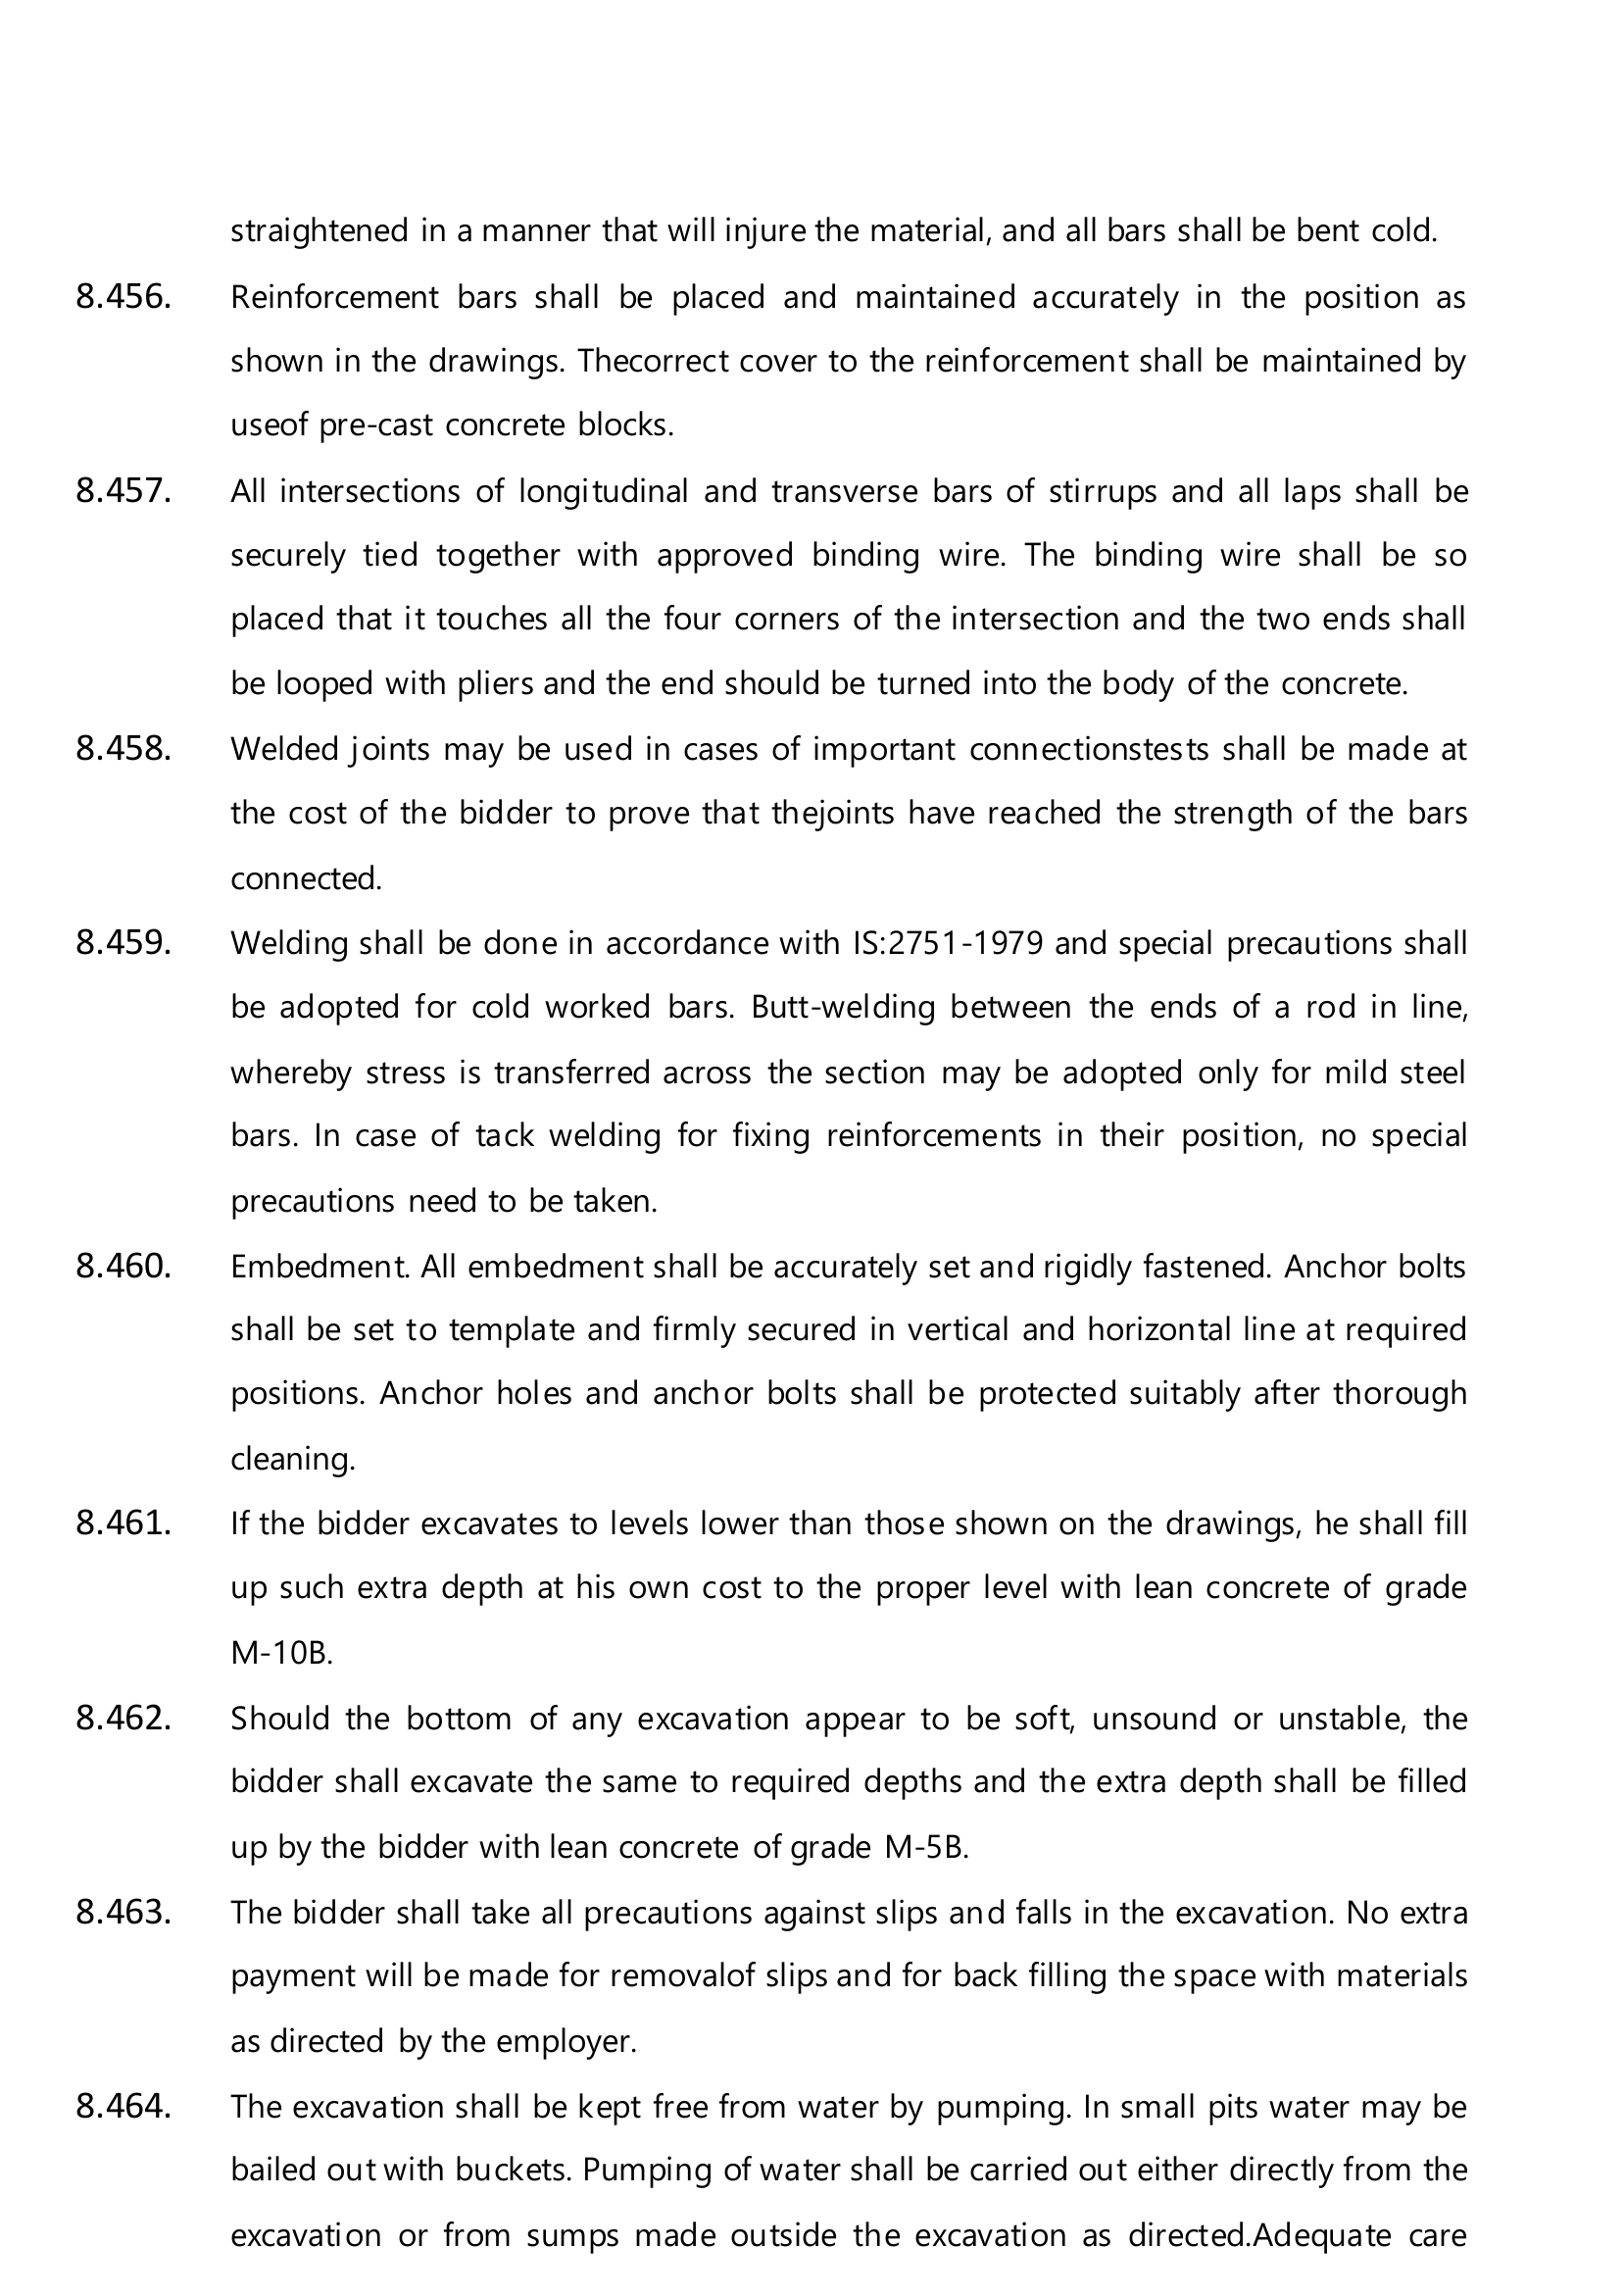 straightened in a manner that will injure the material, and all bars shall be bent cold.
8.456. Reinforcement bars shall be placed and maintained accurately in the position as
shown in the drawings. Thecorrect cover to the reinforcement shall be maintained by
useof pre-cast concrete blocks.
8.457. All intersections of longitudinal and transverse bars of stirrups and all laps shall be
securely tied together with approved binding wire. The binding wire shall be so
placed that it touches all the four corners of the intersection and the two ends shall
be looped with pliers and the end should be turned into the body of the concrete.
8.458. Welded joints may be used in cases of important connectionstests shall be made at
the cost of the bidder to prove that thejoints have reached the strength of the bars
connected.
8.459. Welding shall be done in accordance with IS:2751-1979 and special precautions shall
be adopted for cold worked bars. Butt-welding between the ends of a rod in line,
whereby stress is transferred across the section may be adopted only for mild steel
bars. In case of tack welding for fixing reinforcements in their position, no special
precautions need to be taken.
8.460. Embedment. All embedment shall be accurately set and rigidly fastened. Anchor bolts
shall be set to template and firmly secured in vertical and horizontal line at required
positions. Anchor holes and anchor bolts shall be protected suitably after thorough
cleaning.
8.461. If the bidder excavates to levels lower than those shown on the drawings, he shall fill
up such extra depth at his own cost to the proper level with lean concrete of grade
M-10B.
8.462. Should the bottom of any excavation appear to be soft, unsound or unstable, the
bidder shall excavate the same to required depths and the extra depth shall be filled
up by the bidder with lean concrete of grade M-5B.
8.463. The bidder shall take all precautions against slips and falls in the excavation. No extra
payment will be made for removalof slips and for back filling the space with materials
as directed by the employer.
8.464. The excavation shall be kept free from water by pumping. In small pits water may be
bailed out with buckets. Pumping of water shall be carried out either directly from the
excavation or from sumps made outside the excavation as directed.Adequate care